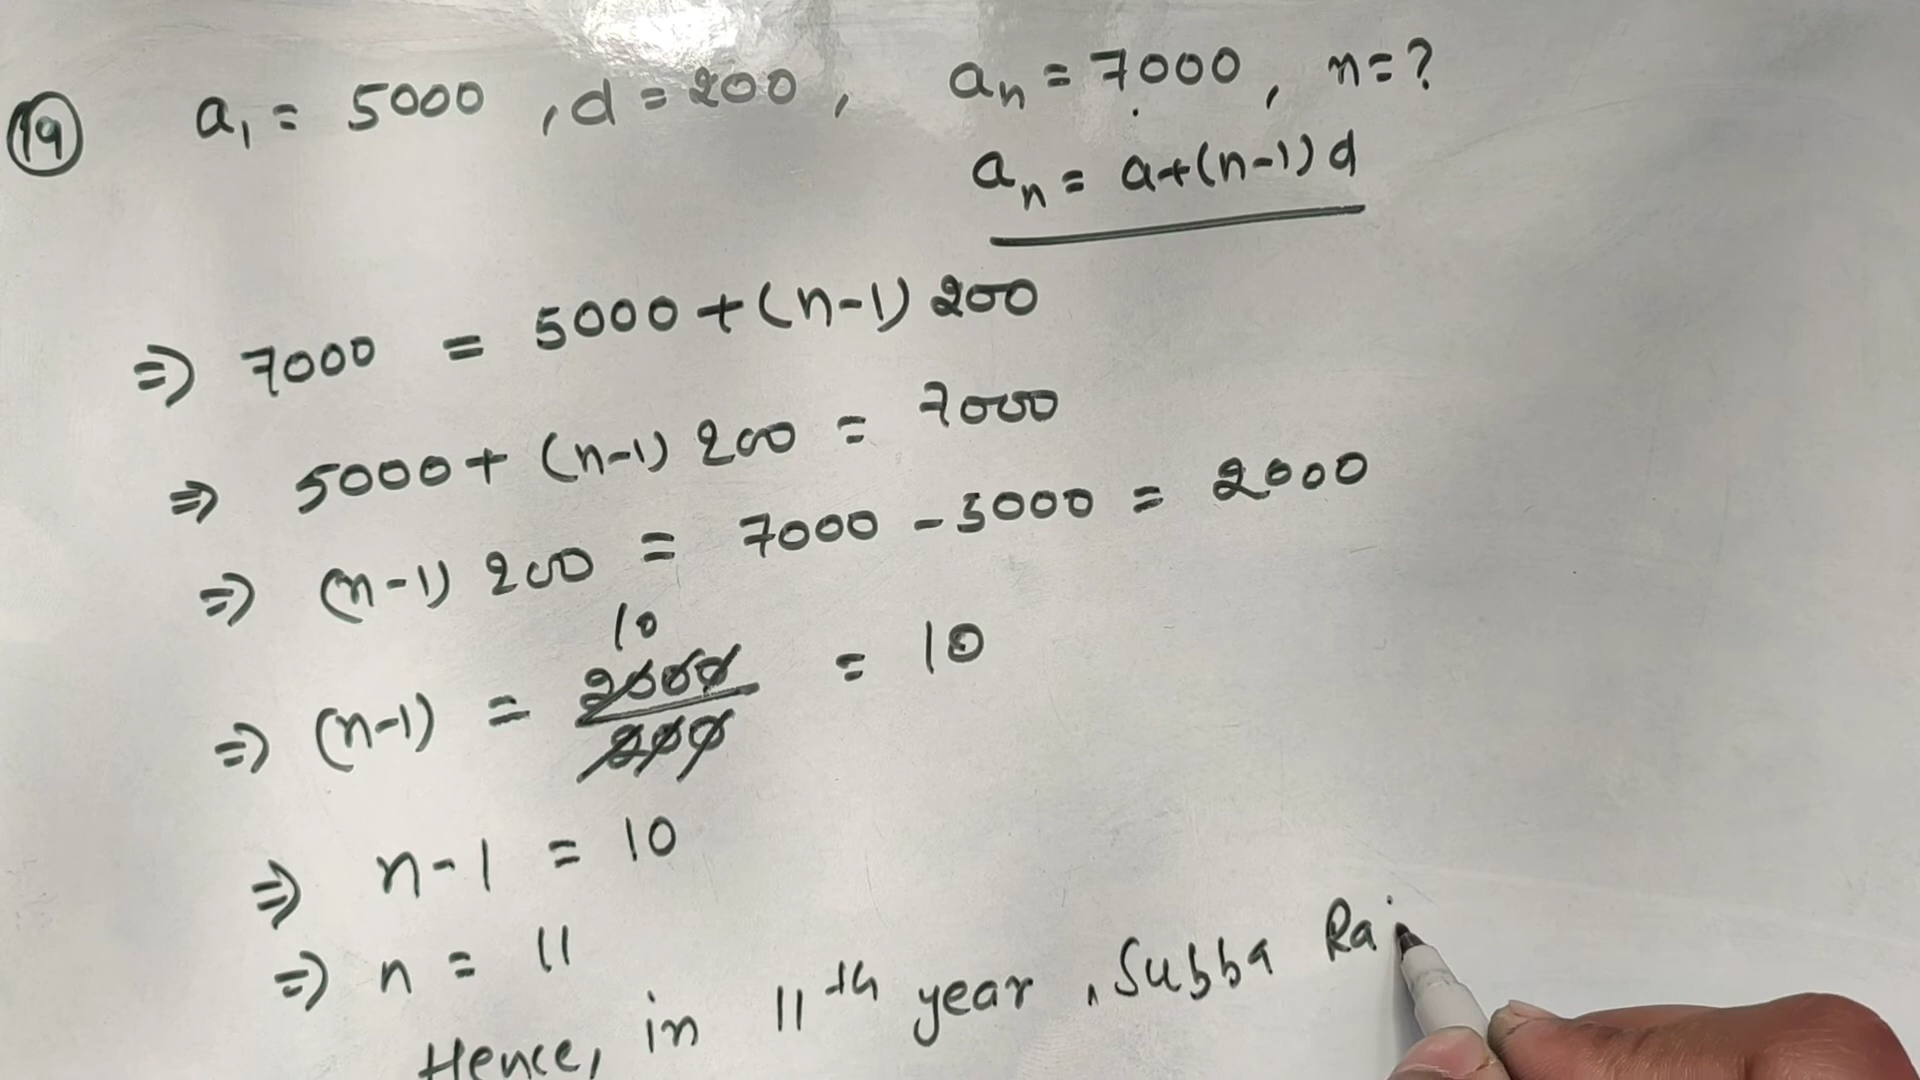 19 a₁ = 5000 , d = 200 , aₙ = 7000 , n = ?
aₙ = a+(n-1) d
⇒ 7000 = 5000 + (n-1) 200
⇒ 5000 + (n-1) 200 = 7000
⇒ (n-1) 200 = 7000 - 5000 = 2000
10
⇒ (n-1) = 2000/200 = 10
⇒ n-1 = 10
⇒ n = 11
Hence, in 11th year , Subba Ra